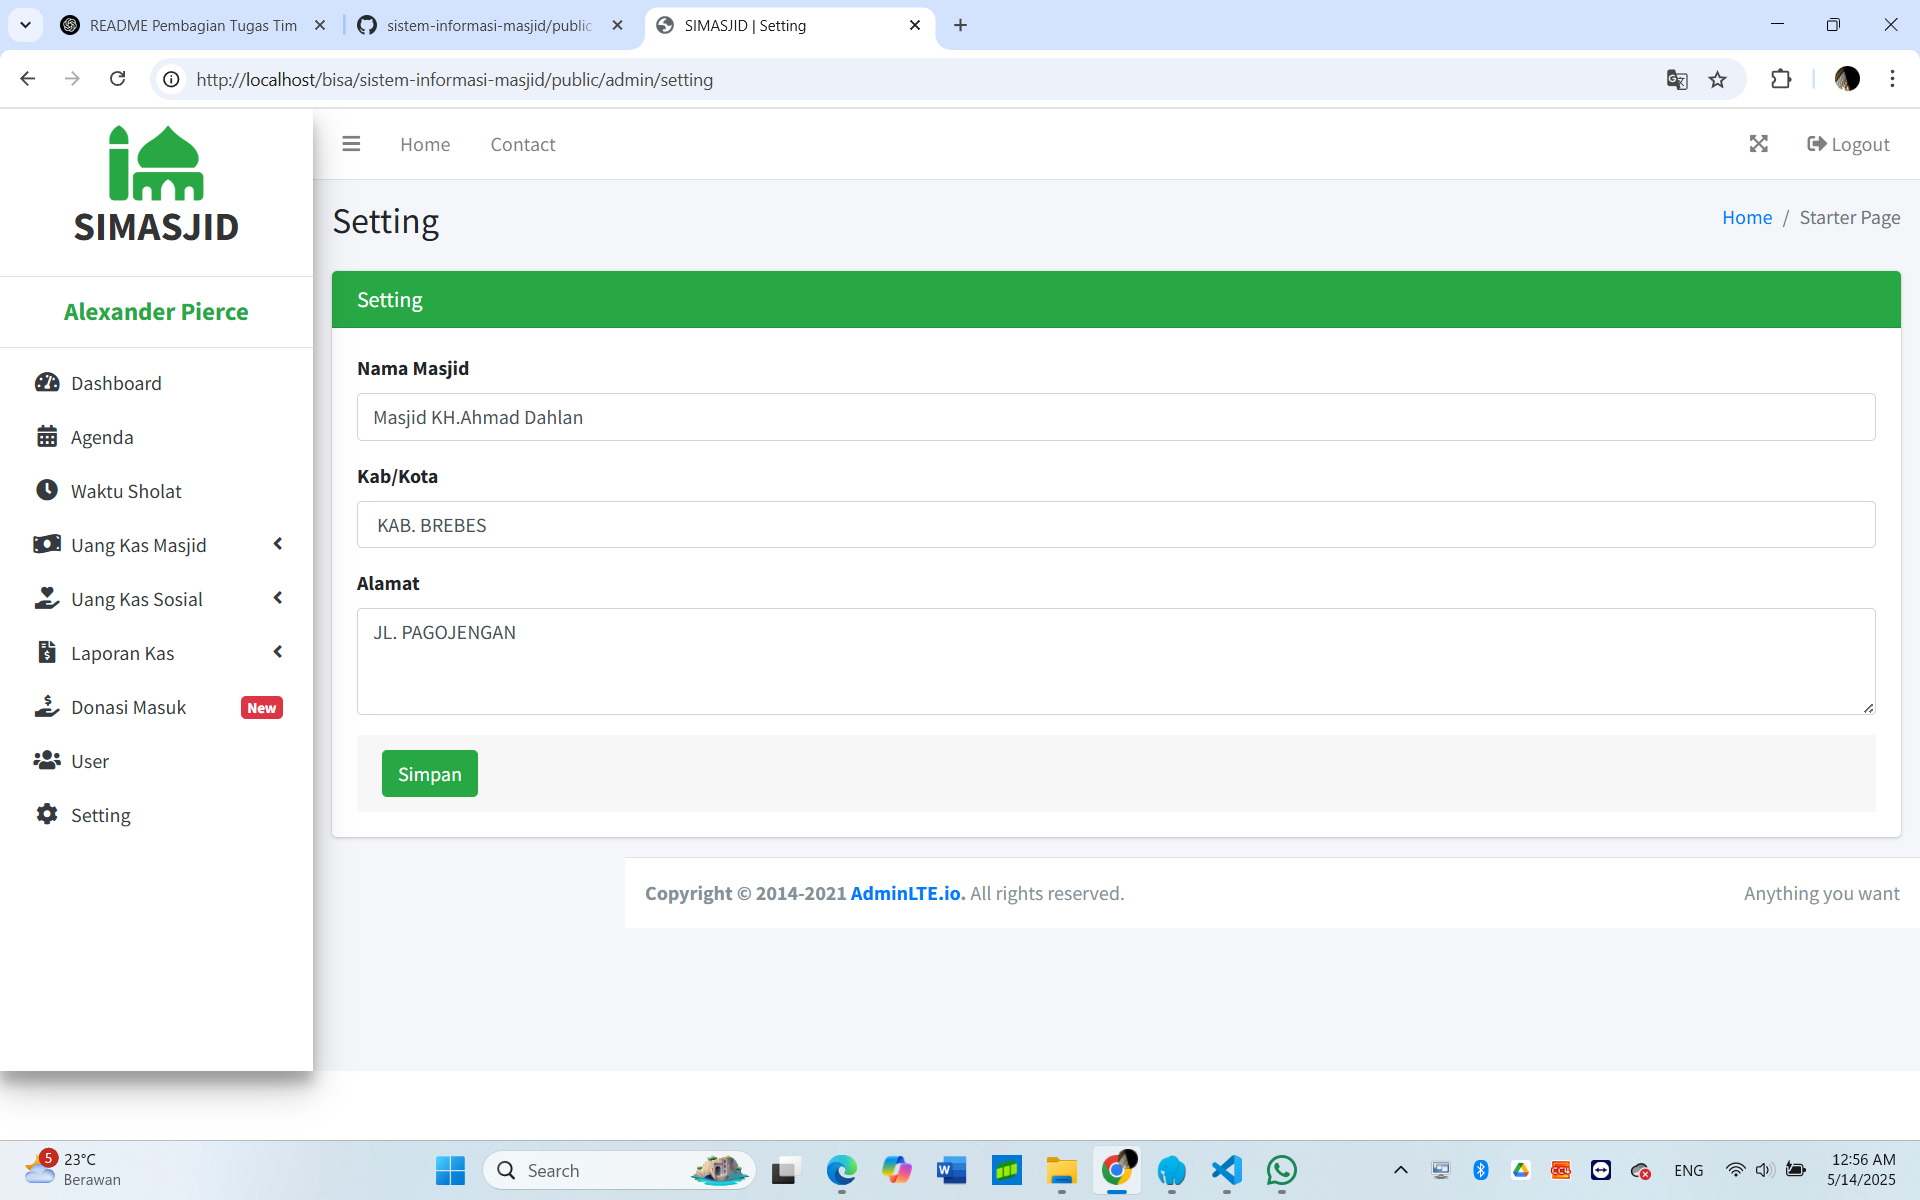 README Pembagian Tugas Tim
sistem-informasi-masjid/public
SIMASJID | Setting
http://localhost/bisa/sistem-informasi-masjid/public/admin/setting
SIMASJID
Home
Contact
Logout
Setting
Home / Starter Page
Alexander Pierce
Dashboard
Agenda
Waktu Sholat
Uang Kas Masjid
Uang Kas Sosial
Laporan Kas
Donasi Masuk New
User
Setting
Setting
Nama Masjid
Masjid KH.Ahmad Dahlan
Kab/Kota
KAB. BREBES
Alamat
JL. PAGOJENGAN
Simpan
Copyright © 2014-2021 AdminLTE.io. All rights reserved.
Anything you want
5
23°C
Berawan
Search
ENG
12:56 AM
5/14/2025